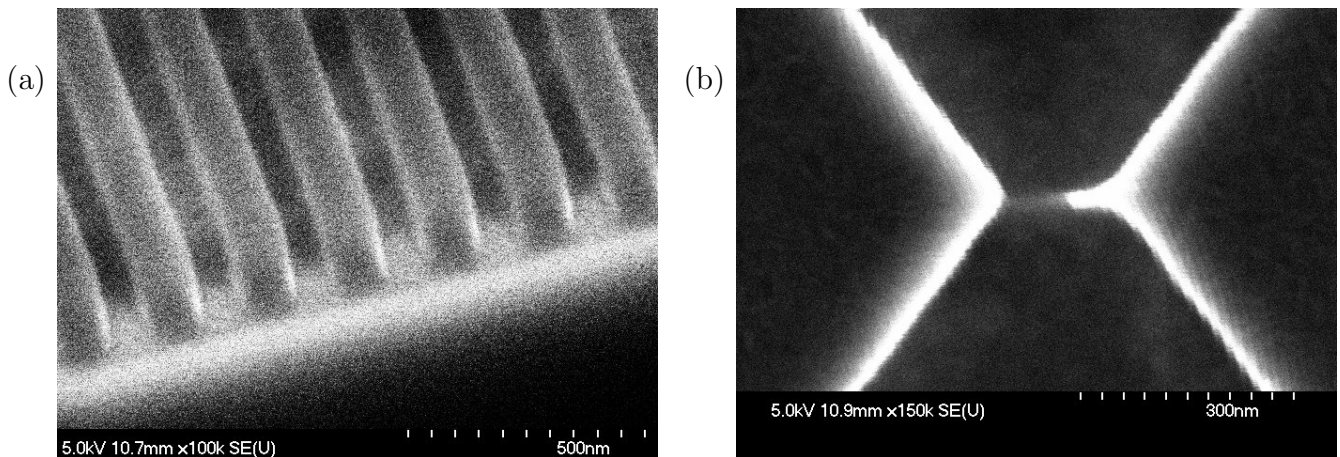 (a)
(b)
5.0kV 10.7mm x100k SE(U)
500nm
5.0kV 10.9mm x150k SE(U)
300nm